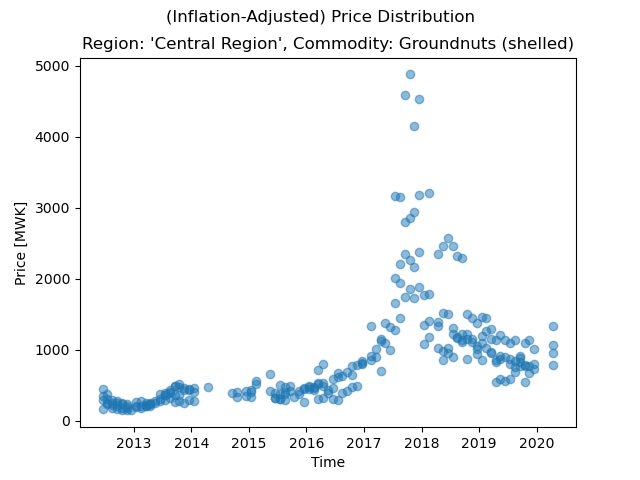 (Inflation-Adjusted) Price Distribution
Region: 'Central Region', Commodity: Groundnuts (shelled)
5000
4000
3000
2000
1000
0
Price [MWK]
2013 2014 2015 2016 2017 2018 2019 2020
Time